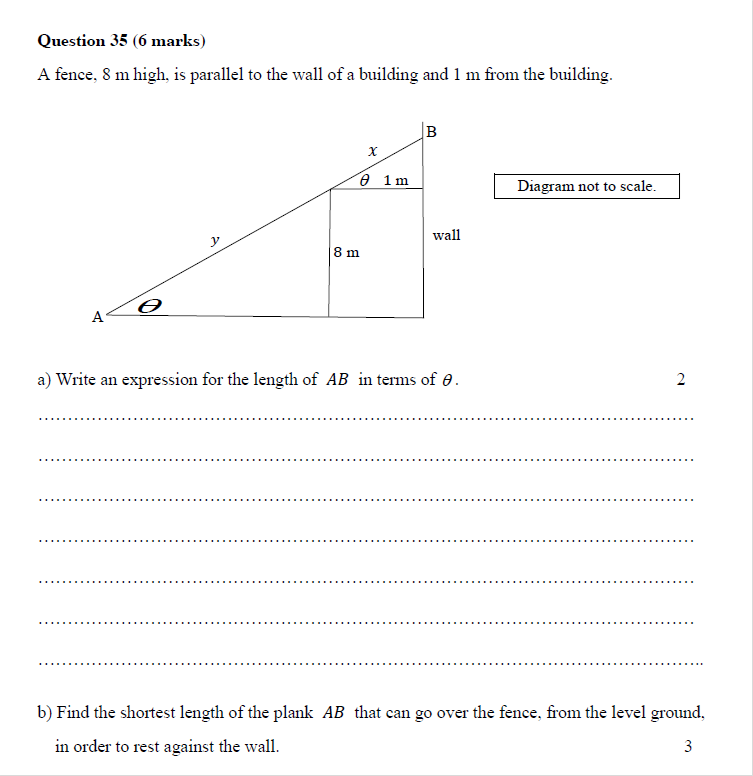 Question 35 (6 marks)
A fence, 8 m high, is parallel to the wall of a building and 1 m from the building.
B
x
θ 1 m
Diagram not to scale.
y
wall
8 m
A
θ
a) Write an expression for the length of AB in terms of θ. 2
b) Find the shortest length of the plank AB that can go over the fence, from the level ground,
in order to rest against the wall. 3